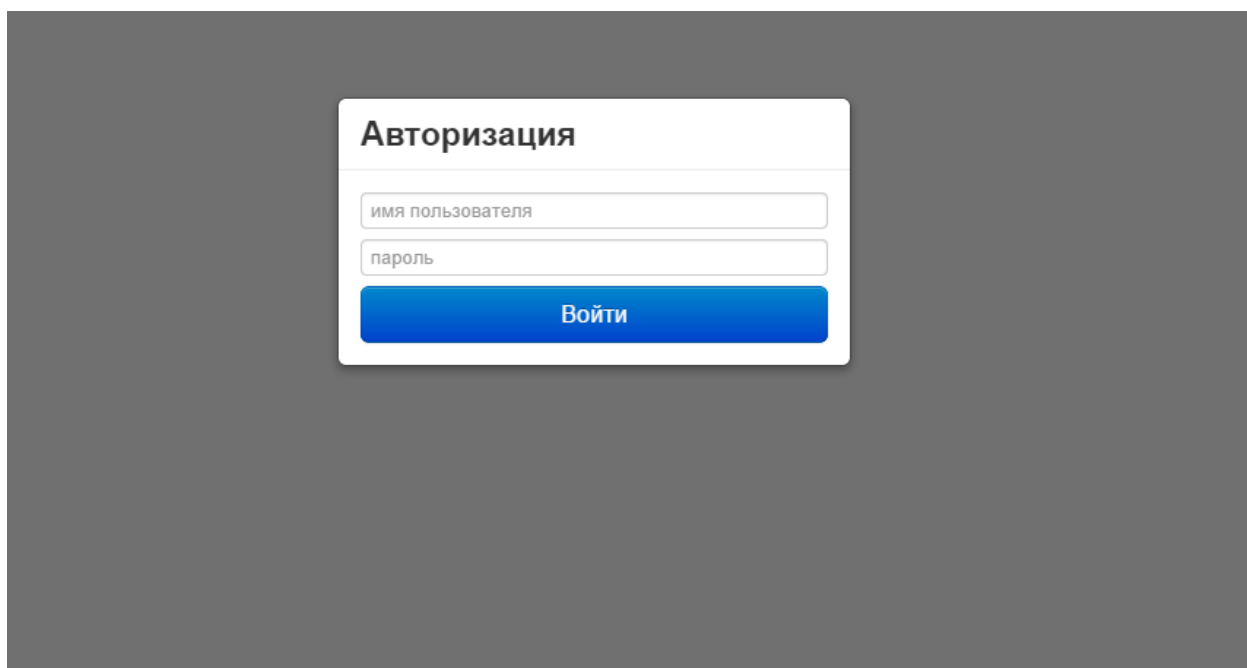 Авторизация
имя пользователя
пароль
Войти